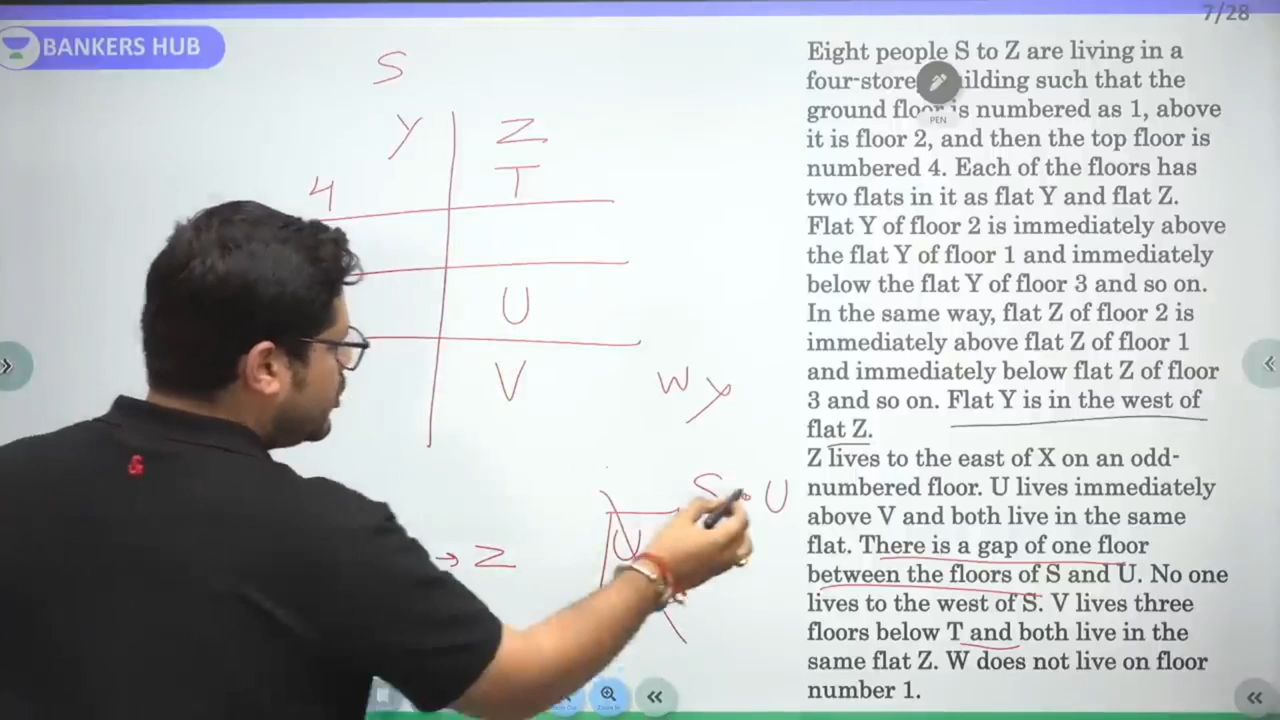 7/28
BANKERS HUB
S
Y Z
4 T
U
V
W y
S U
U
→ Z
PEN
Eight people S to Z are living in a
four-store ilding such that the
ground floor is numbered as 1, above
it is floor 2, and then the top floor is
numbered 4. Each of the floors has
two flats in it as flat Y and flat Z.
Flat Y of floor 2 is immediately above
the flat Y of floor 1 and immediately
below the flat Y of floor 3 and so on.
In the same way, flat Z of floor 2 is
immediately above flat Z of floor 1
and immediately below flat Z of floor
3 and so on. Flat Y is in the west of
flat Z.
Z lives to the east of X on an odd-
numbered floor. U lives immediately
above V and both live in the same
flat. There is a gap of one floor
between the floors of S and U. No one
lives to the west of S. V lives three
floors below T and both live in the
same flat Z. W does not live on floor
number 1.